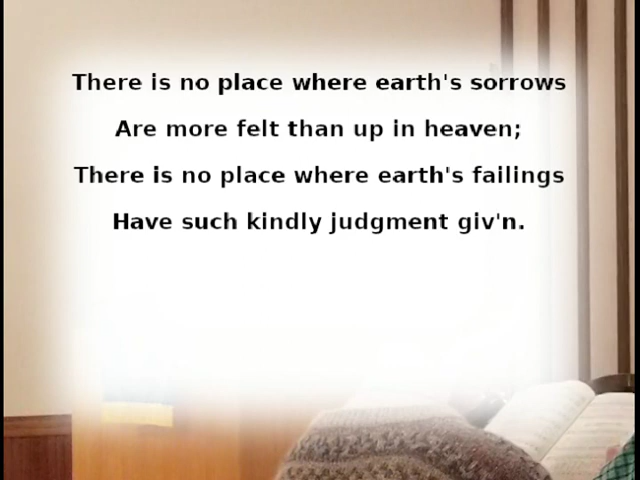 There is no place where earth's sorrows
Are more felt than up in heaven;
There is no place where earth's failings
Have such kindly judgment giv'n.